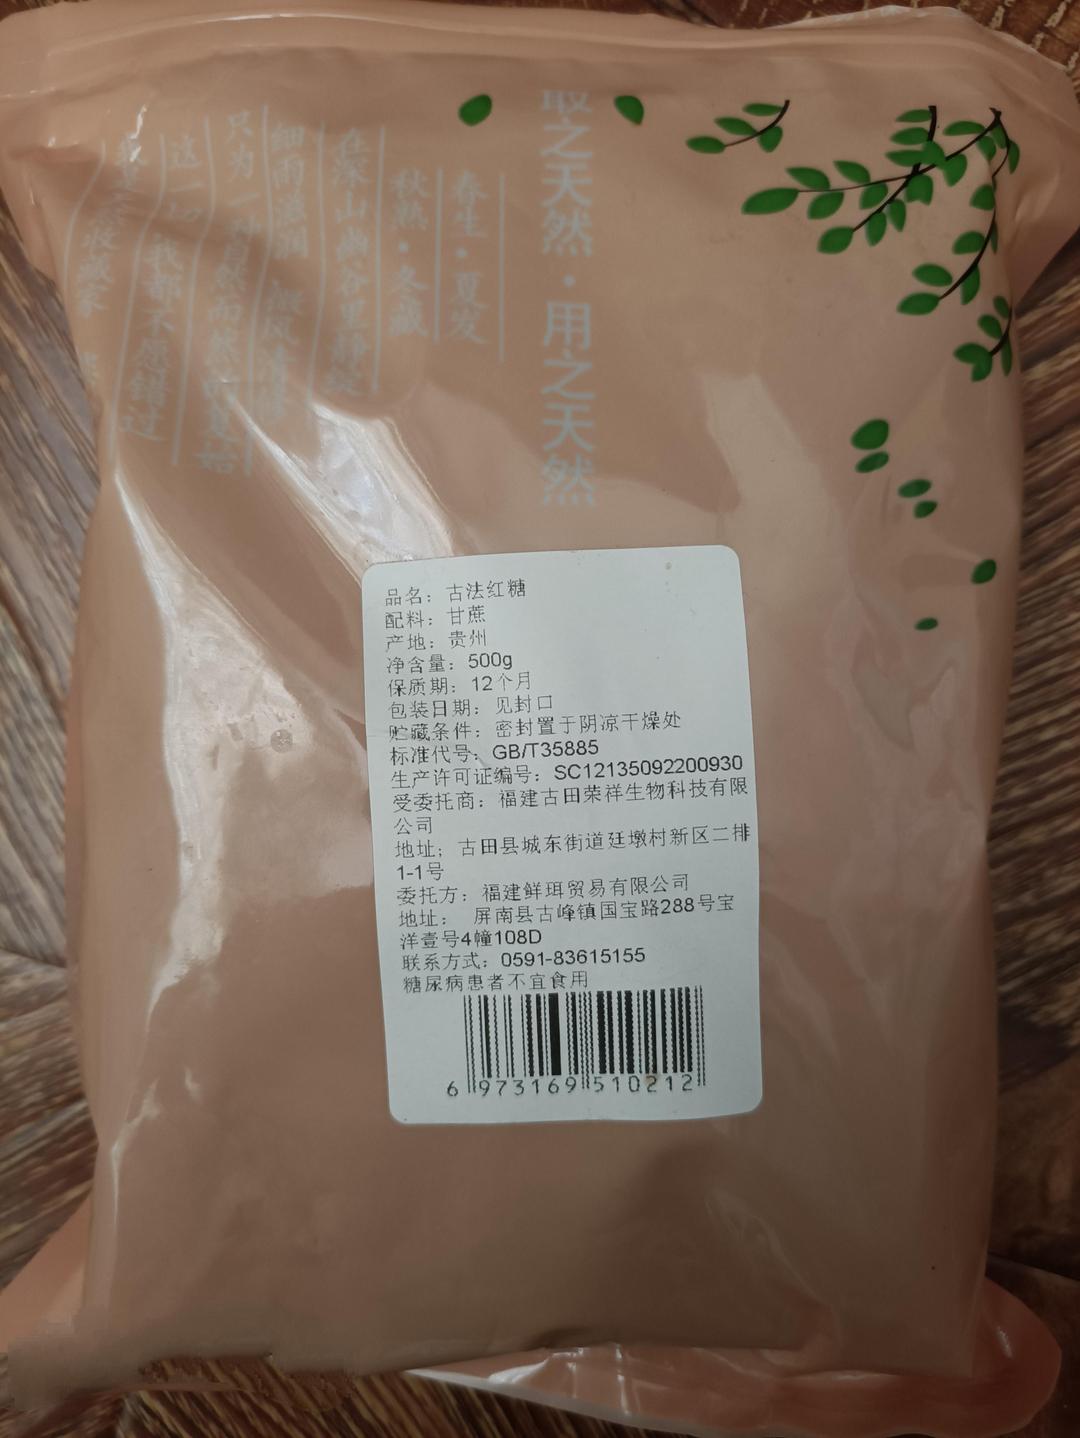 取之天然·用之天然
春生·夏发
秋熟·冬藏
在深山幽谷里静绽
细雨滋润 微风清修
只为一种自然而然的复始
这一切 我都不愿错过
收藏家
品名：古法红糖
配料：甘蔗
产地：贵州
净含量：500g
保质期：12个月
包装日期：见封口
贮藏条件：密封置于阴凉干燥处
标准代号：GB/T35885
生产许可证编号：SC12135092200930
受委托商：福建古田荣祥生物科技有限
公司
地址；古田县城东街道廷墩村新区二排
1-1号
委托方：福建鲜珥贸易有限公司
地址： 屏南县古峰镇国宝路288号宝
洋壹号4幢108D
联系方式：0591-83615155
糖尿病患者不宜食用
6 973169 510212